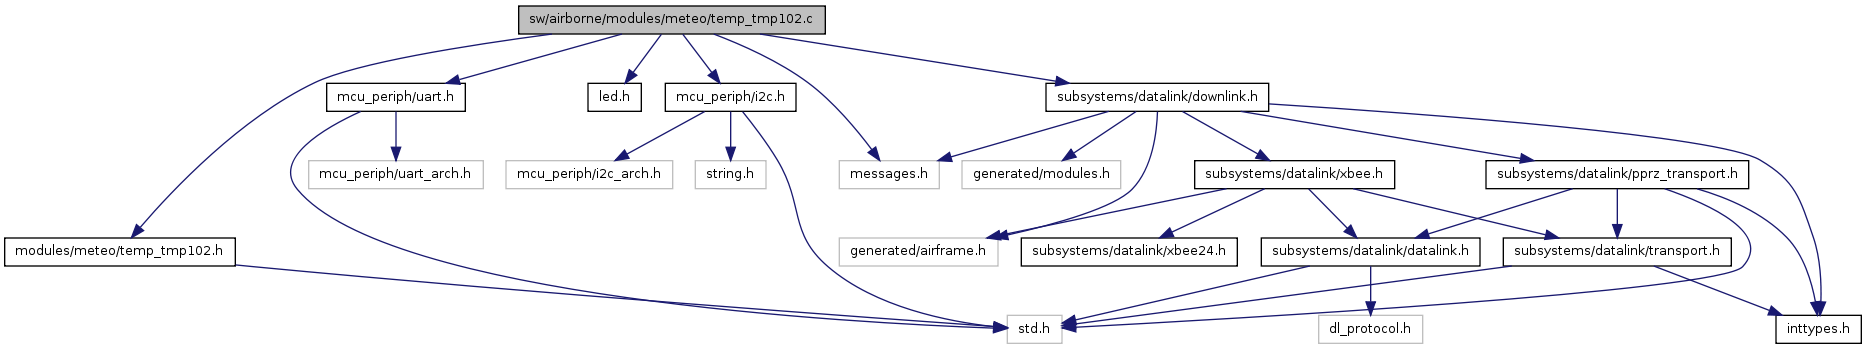 sw/airborne/modules/meteo/temp_tmp102.c
mcu_periph/uart.h
led.h
mcu_periph/i2c.h
subsystems/datalink/downlink.h
mcu_periph/uart_arch.h
mcu_periph/i2c_arch.h
string.h
messages.h
generated/modules.h
subsystems/datalink/xbee.h
subsystems/datalink/pprz_transport.h
modules/meteo/temp_tmp102.h
generated/airframe.h
subsystems/datalink/xbee24.h
subsystems/datalink/datalink.h
subsystems/datalink/transport.h
std.h
dl_protocol.h
inttypes.h